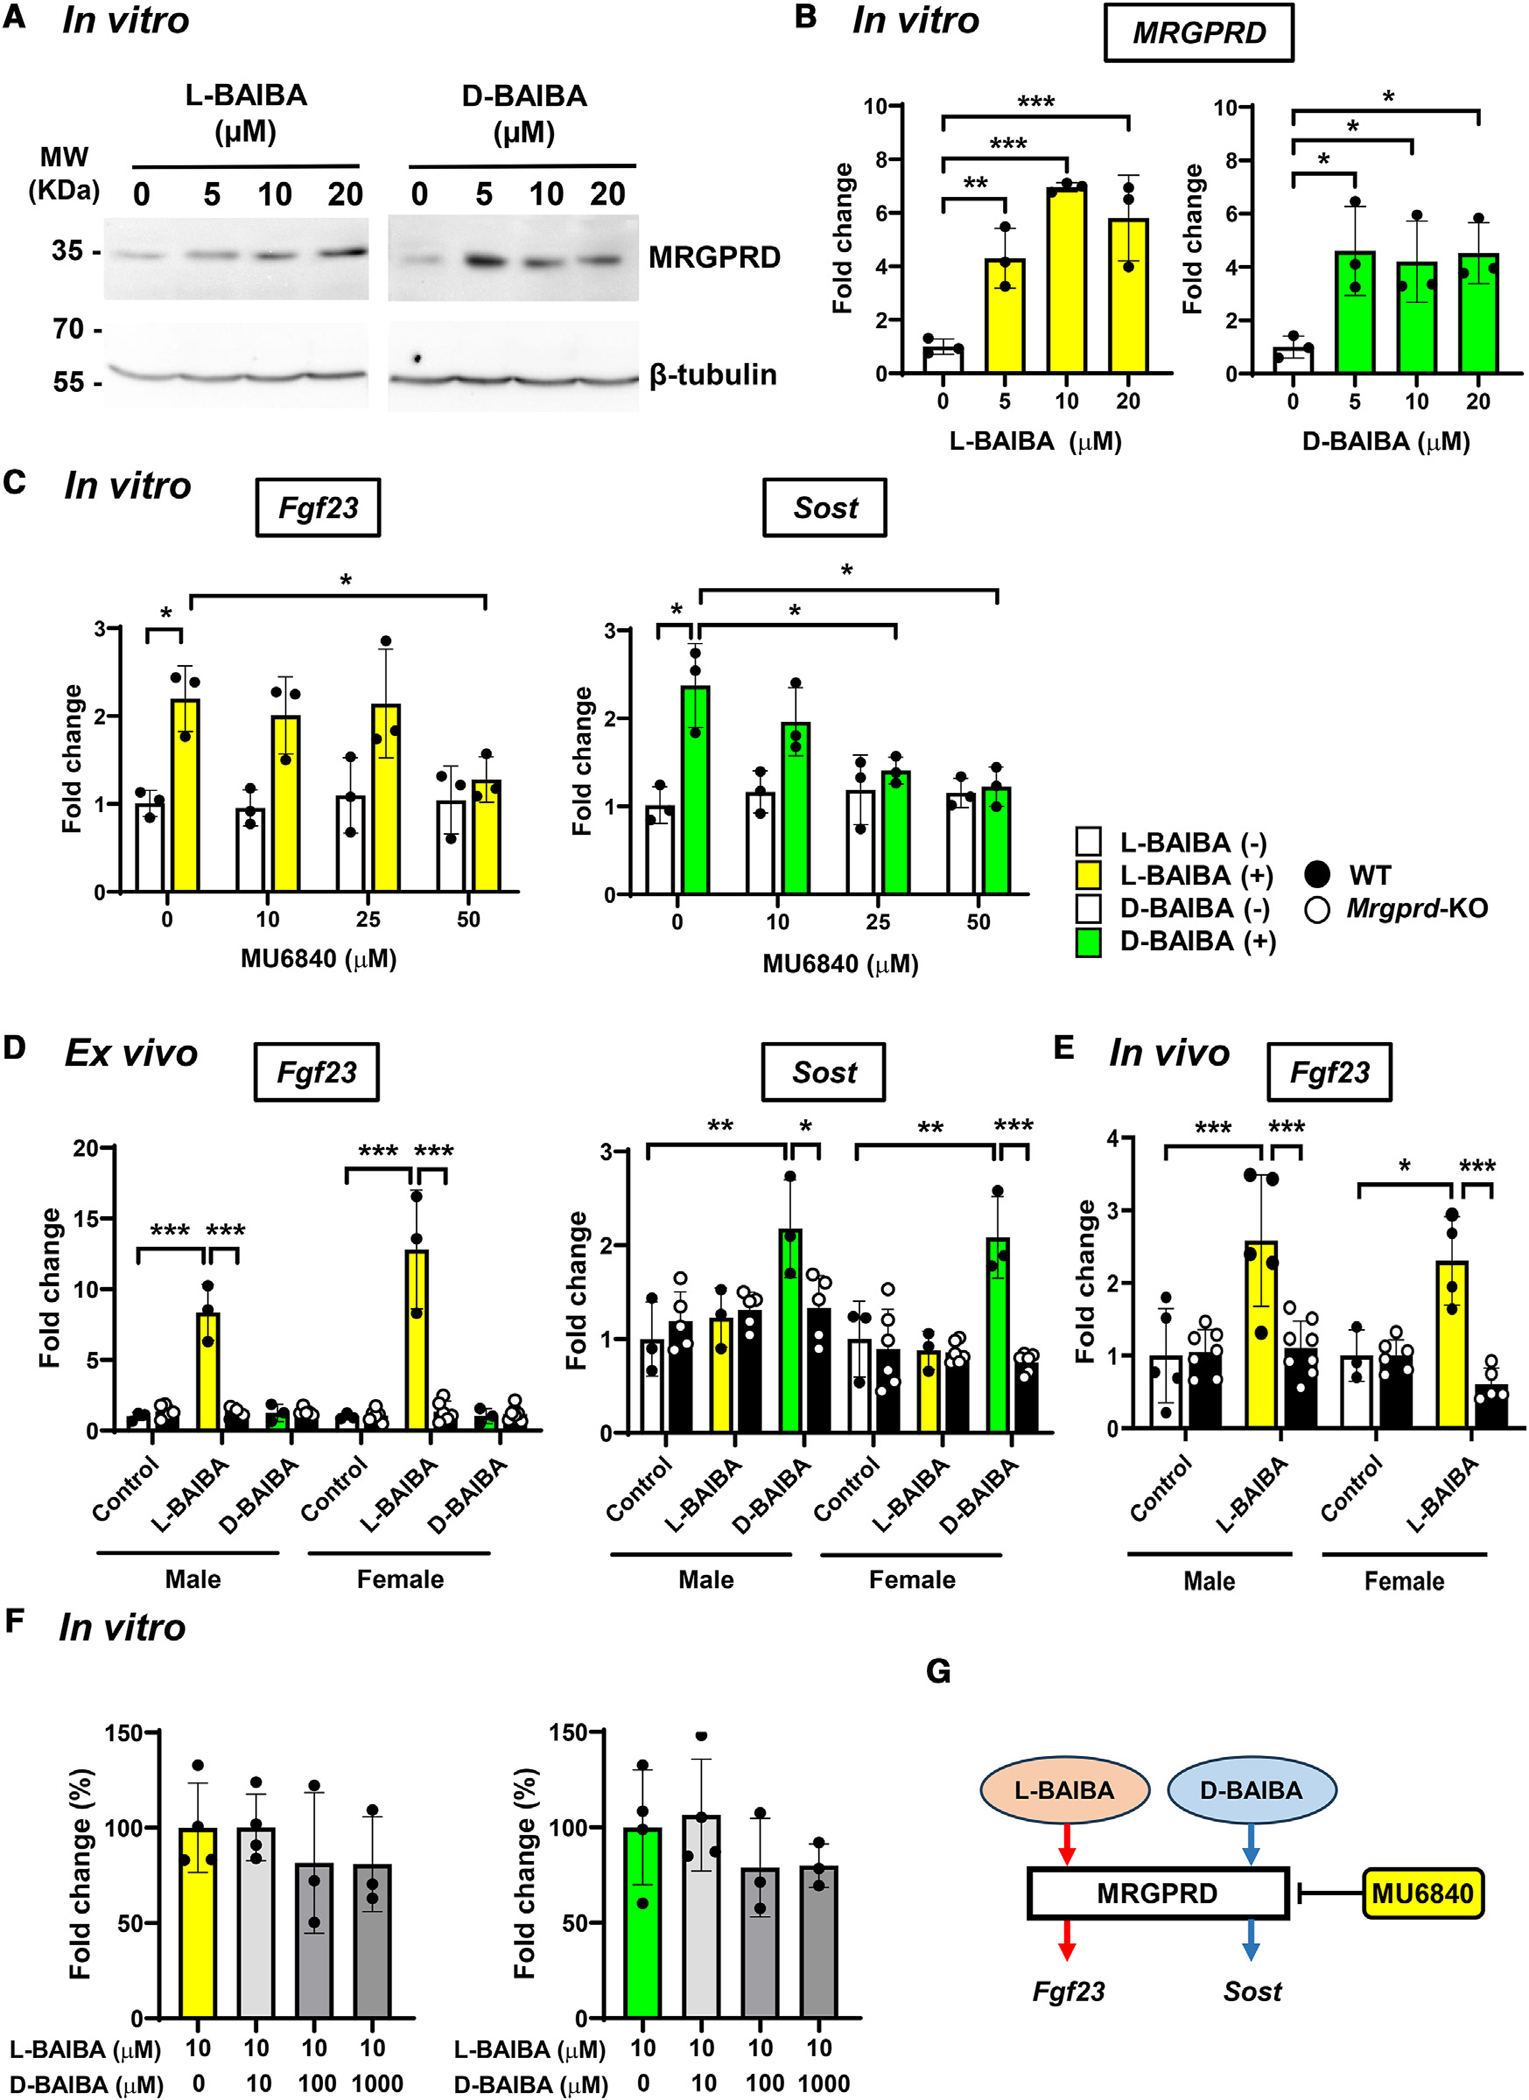 A In vitro
L-BAIBA
(µM)
D-BAIBA
(µM)
MW
(KDa)
0 5 10 20
0 5 10 20
35 -
MRGPRD
70 -
55 -
β-tubulin
B In vitro
MRGPRD
***
***
**
10
8
6
4
2
0
Fold change
0 5 10 20
L-BAIBA (µM)
*
*
*
10
8
6
4
2
0
Fold change
0 5 10 20
D-BAIBA (µM)
C In vitro
Fgf23
*
*
3
2
1
0
Fold change
0 10 25 50
MU6840 (µM)
Sost
*
*
*
3
2
1
0
Fold change
0 10 25 50
MU6840 (µM)
L-BAIBA (-)
L-BAIBA (+)
D-BAIBA (-)
D-BAIBA (+)
WT
Mrgprd-KO
D Ex vivo
Fgf23
*** ***
*** ***
20
15
10
5
0
Fold change
Control L-BAIBA D-BAIBA Control L-BAIBA D-BAIBA
Male Female
Sost
** * ** ***
3
2
1
0
Fold change
Control L-BAIBA D-BAIBA Control L-BAIBA D-BAIBA
Male Female
E In vivo
Fgf23
*** ***
* ***
4
3
2
1
0
Fold change
Control L-BAIBA Control L-BAIBA
Male Female
F In vitro
150
100
50
0
Fold change (%)
L-BAIBA (µM) 10 10 10 10
D-BAIBA (µM) 0 10 100 1000
150
100
50
0
Fold change (%)
L-BAIBA (µM) 10 10 10 10
D-BAIBA (µM) 0 10 100 1000
G
L-BAIBA D-BAIBA
MRGPRD
MU6840
Fgf23 Sost